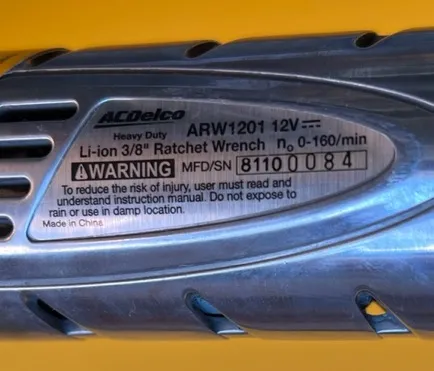 ACDelco
Heavy Duty ARW1201 12V⎓
Li-ion 3/8" Ratchet Wrench n₀ 0-160/min
⚠WARNING MFD/SN 81100084
To reduce the risk of injury, user must read and
understand instruction manual. Do not expose to
rain or use in damp location.
Made in China